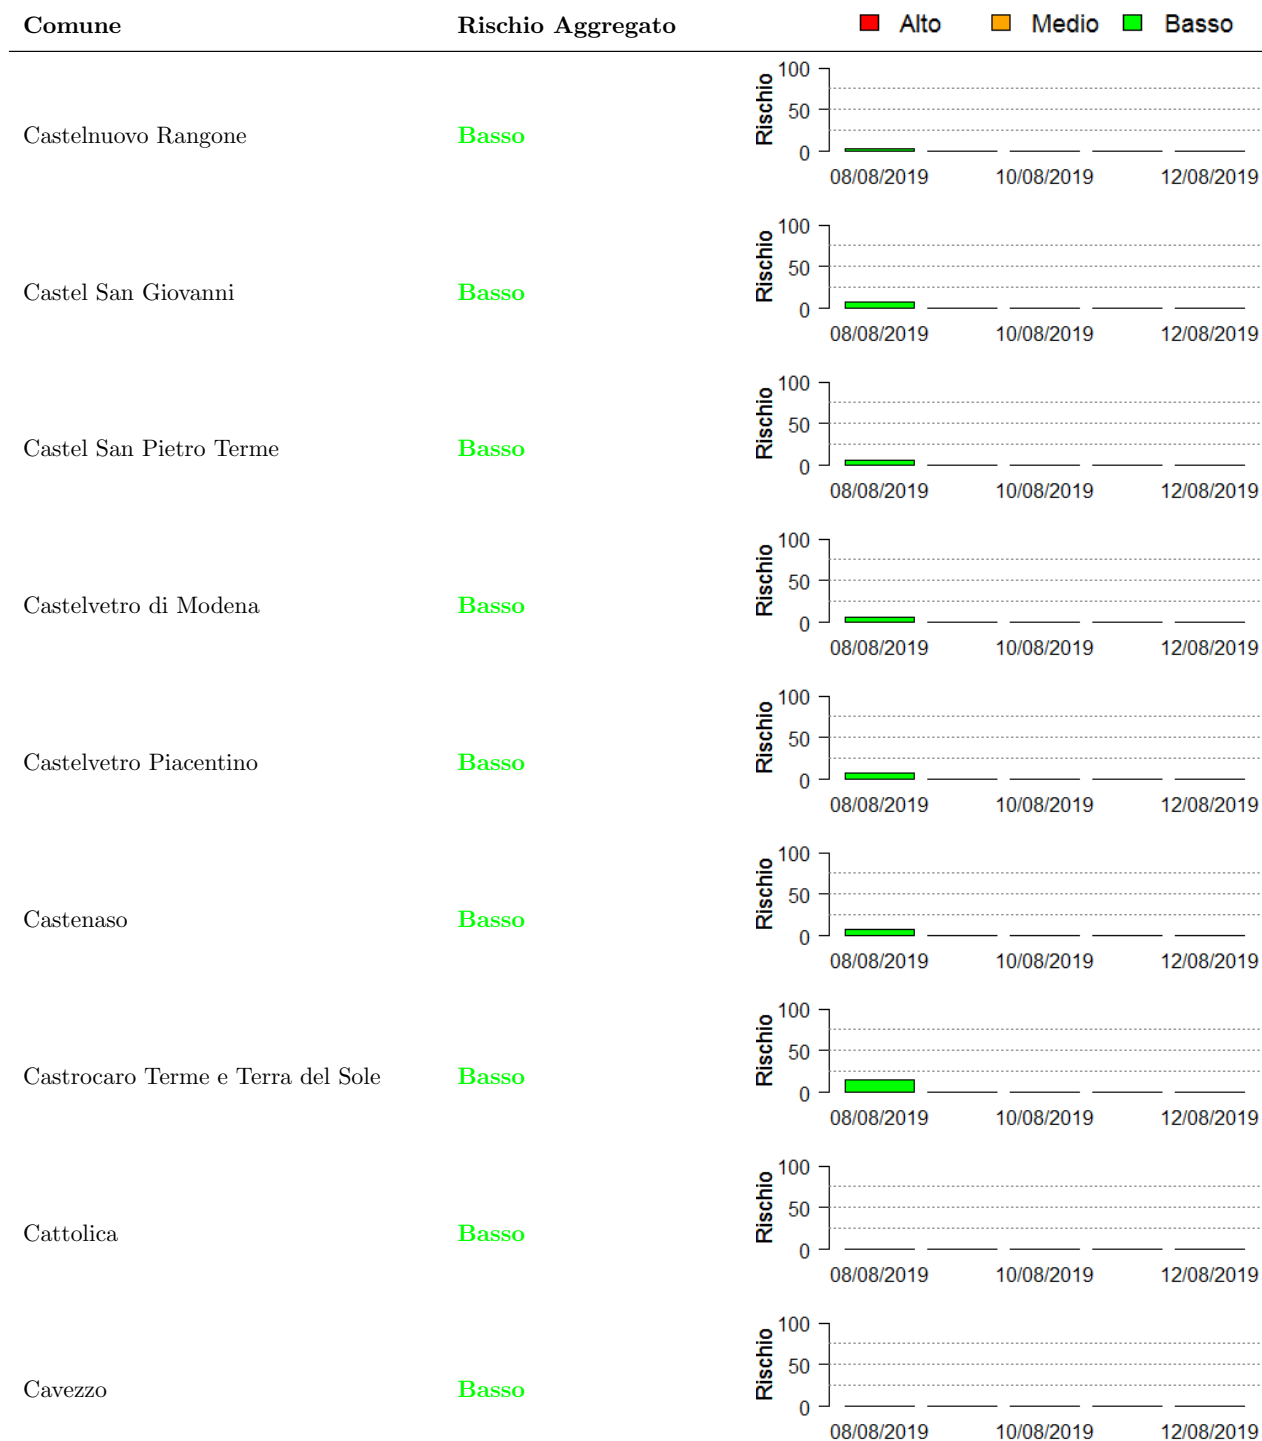 Comune Rischio Aggregato Alto Medio Basso
Castelnuovo Rangone Basso
Rischio
100
50
0
08/08/2019 10/08/2019 12/08/2019
Castel San Giovanni Basso
Rischio
100
50
0
08/08/2019 10/08/2019 12/08/2019
Castel San Pietro Terme Basso
Rischio
100
50
0
08/08/2019 10/08/2019 12/08/2019
Castelvetro di Modena Basso
Rischio
100
50
0
08/08/2019 10/08/2019 12/08/2019
Castelvetro Piacentino Basso
Rischio
100
50
0
08/08/2019 10/08/2019 12/08/2019
Castenaso Basso
Rischio
100
50
0
08/08/2019 10/08/2019 12/08/2019
Castrocaro Terme e Terra del Sole Basso
Rischio
100
50
0
08/08/2019 10/08/2019 12/08/2019
Cattolica Basso
Rischio
100
50
0
08/08/2019 10/08/2019 12/08/2019
Cavezzo Basso
Rischio
100
50
0
08/08/2019 10/08/2019 12/08/2019